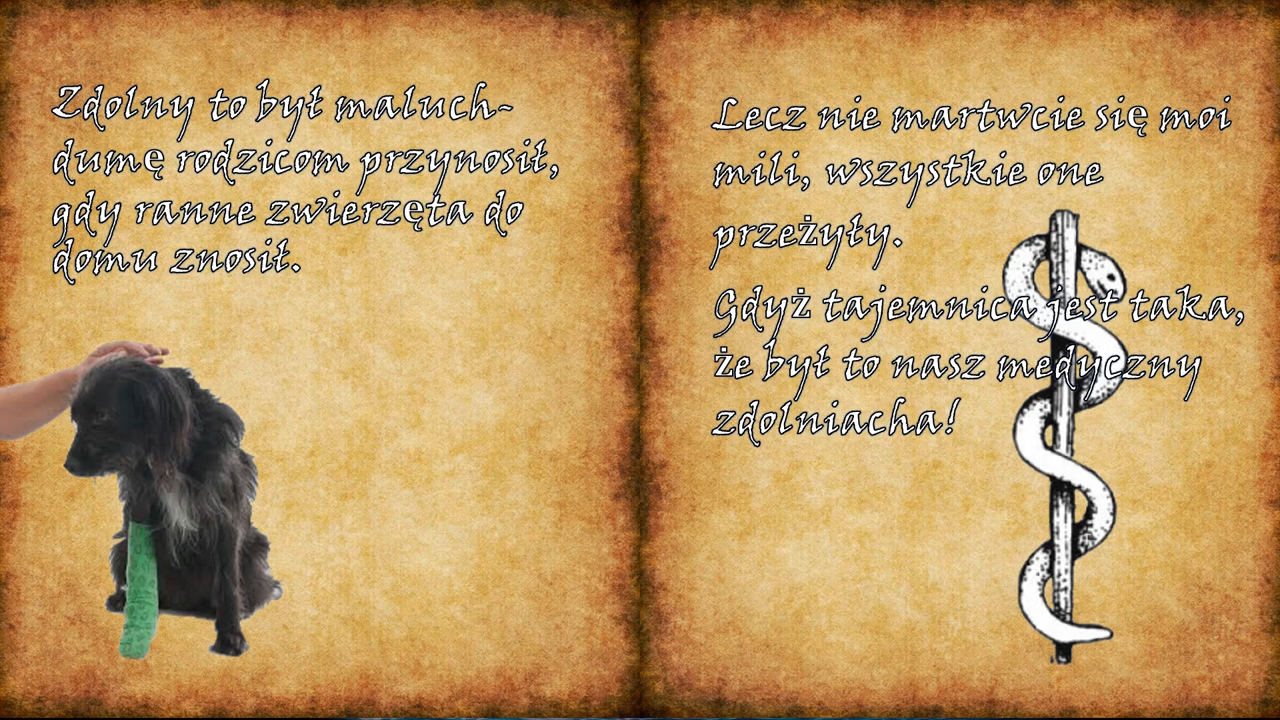 Zdolny to był maluch-
dumę rodzicom przynosił,
gdy ranne zwierzęta do
domu znosił.
Lecz nie martwcie się moi
mili, wszystkie one
przeżyły.
Gdyż tajemnica jest taka,
że był to nasz medyczny
zdolniacha!